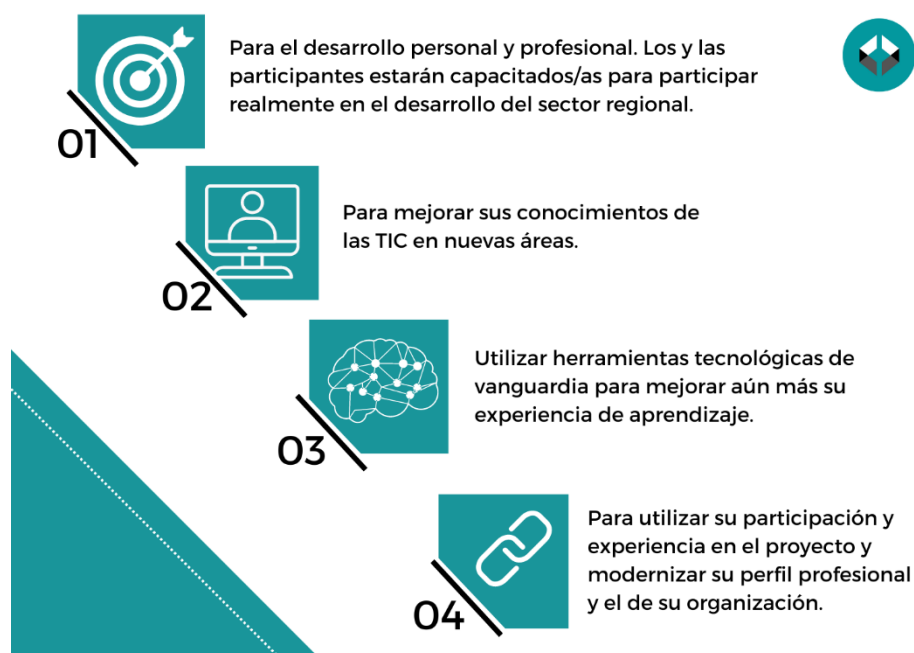 01
Para el desarrollo personal y profesional. Los y las
participantes estarán capacitados/as para participar
realmente en el desarrollo del sector regional.
02
Para mejorar sus conocimientos de
las TIC en nuevas áreas.
03
Utilizar herramientas tecnológicas de
vanguardia para mejorar aún más su
experiencia de aprendizaje.
04
Para utilizar su participación y
experiencia en el proyecto y
modernizar su perfil profesional
y el de su organización.